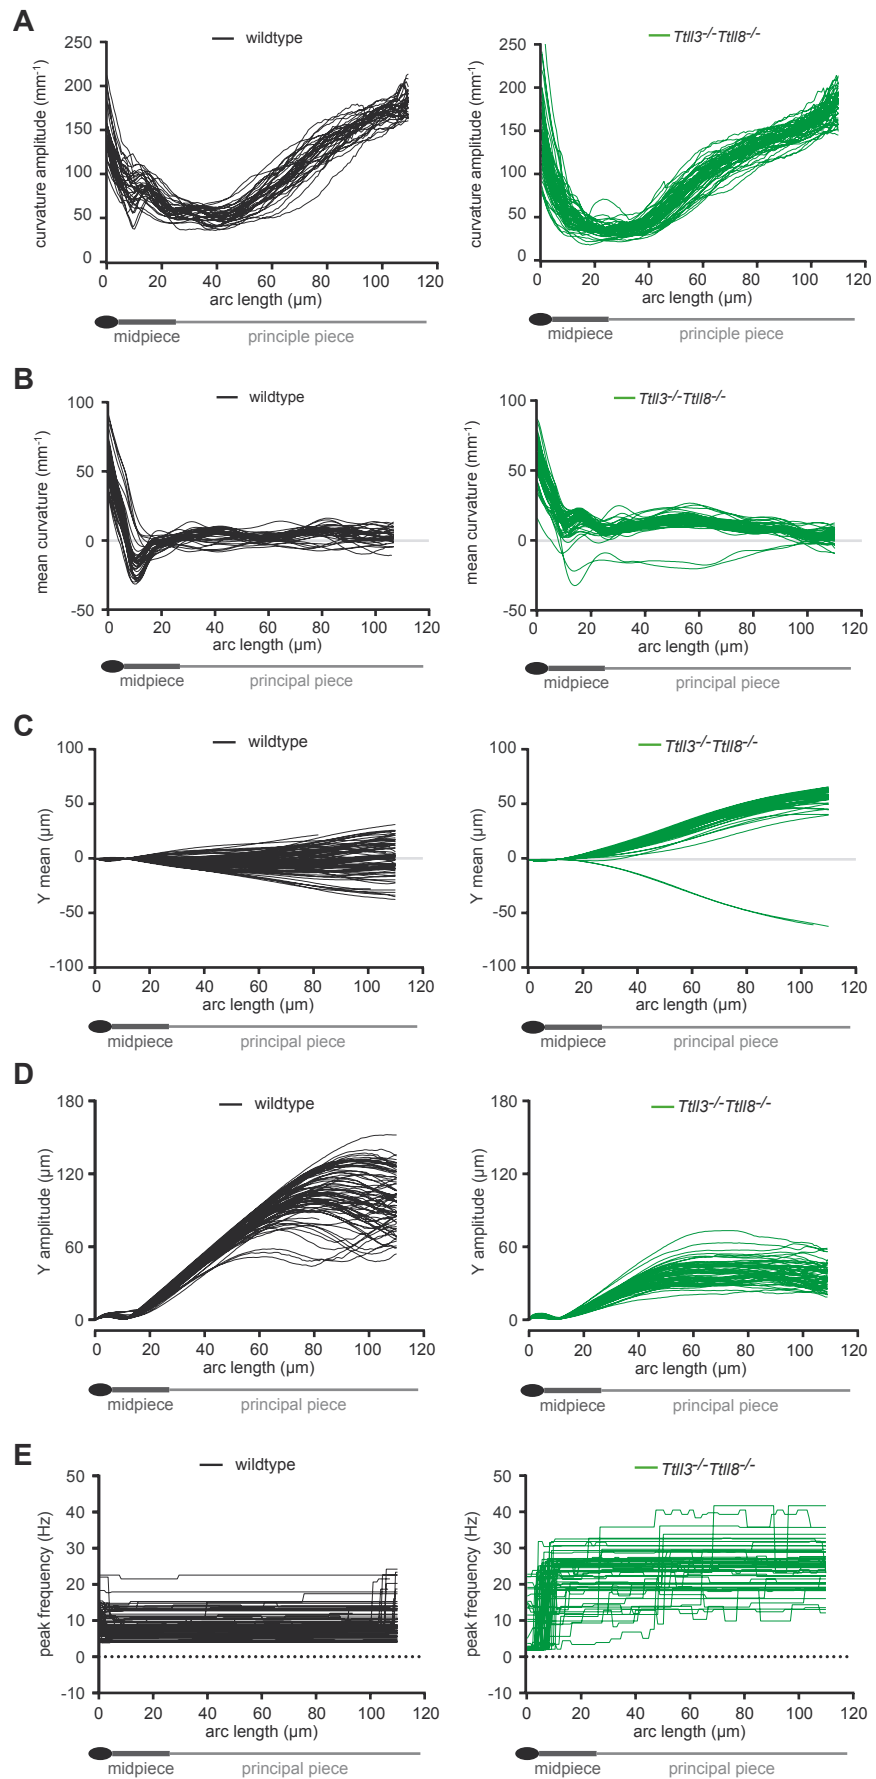 A
wildtype
Ttll3-/-Ttll8-/-
curvature amplitude (mm-1)
250
200
150
100
50
0
0 20 40 60 80 100 120
arc length (µm)
midpiece principle piece
curvature amplitude (mm-1)
250
200
150
100
50
0
0 20 40 60 80 100 120
arc length (µm)
midpiece principle piece
B
wildtype
Ttll3-/-Ttll8-/-
mean curvature (mm-1)
100
50
0
-50
0 20 40 60 80 100 120
arc length (µm)
midpiece principal piece
mean curvature (mm-1)
100
50
0
-50
0 20 40 60 80 100 120
arc length (µm)
midpiece principal piece
C
wildtype
Ttll3-/-Ttll8-/-
Y mean (µm)
100
50
0
-50
-100
0 20 40 60 80 100 120
arc length (µm)
midpiece principal piece
Y mean (µm)
100
50
0
-50
-100
0 20 40 60 80 100 120
arc length (µm)
midpiece principal piece
D
wildtype
Ttll3-/-Ttll8-/-
Y amplitude (µm)
180
120
60
0
0 20 40 60 80 100 120
arc length (µm)
midpiece principal piece
Y amplitude (µm)
180
120
60
0
0 20 40 60 80 100 120
arc length (µm)
midpiece principal piece
E
wildtype
Ttll3-/-Ttll8-/-
peak frequency (Hz)
50
40
30
20
10
0
-10
0 20 40 60 80 100 120
arc length (µm)
midpiece principal piece
peak frequency (Hz)
50
40
30
20
10
0
-10
0 20 40 60 80 100 120
arc length (µm)
midpiece principal piece